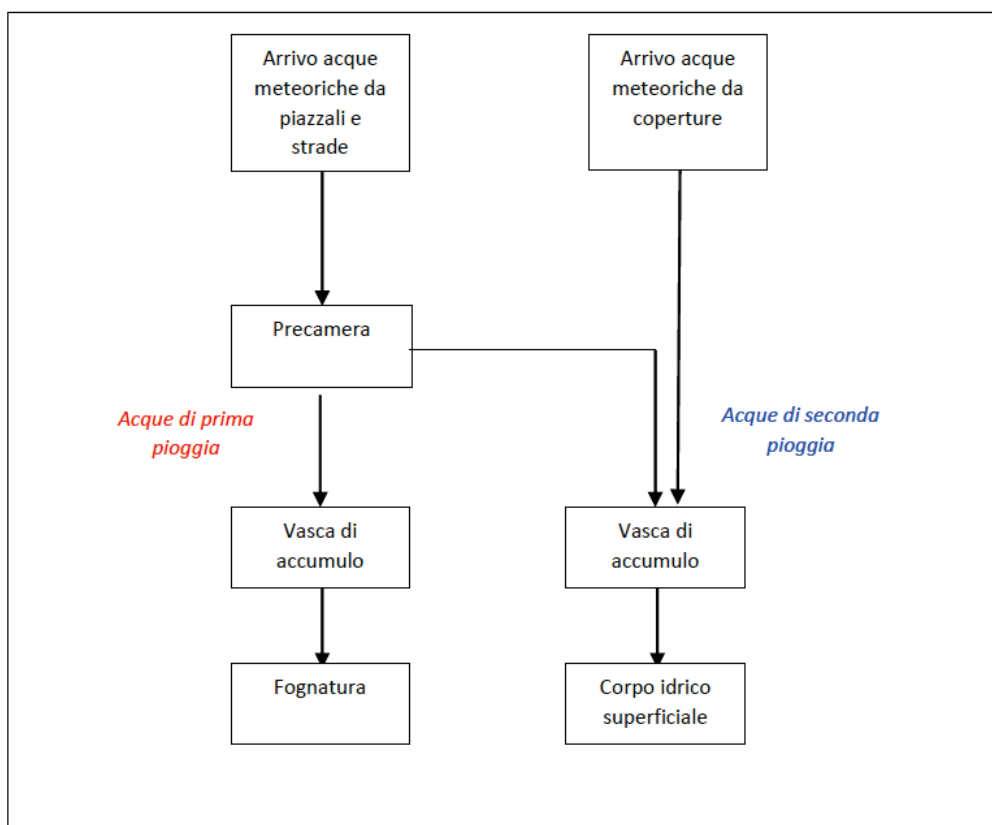 Arrivo acque
meteoriche da
piazzali e
strade
Arrivo acque
meteoriche da
coperture
Precamera
Acque di prima
pioggia
Acque di seconda
pioggia
Vasca di
accumulo
Vasca di
accumulo
Fognatura
Corpo idrico
superficiale